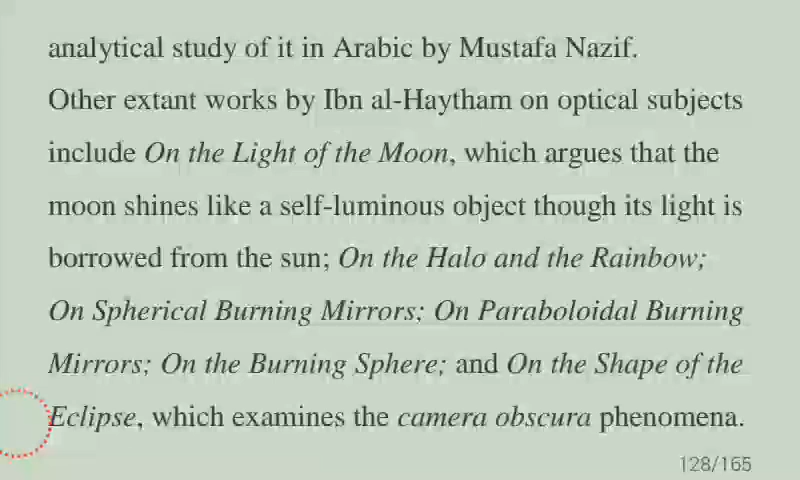 analytical study of it in Arabic by Mustafa Nazif.
Other extant works by Ibn al-Haytham on optical subjects
include On the Light of the Moon, which argues that the
moon shines like a self-luminous object though its light is
borrowed from the sun; On the Halo and the Rainbow;
On Spherical Burning Mirrors; On Paraboloidal Burning
Mirrors; On the Burning Sphere; and On the Shape of the
Eclipse, which examines the camera obscura phenomena.
128/165